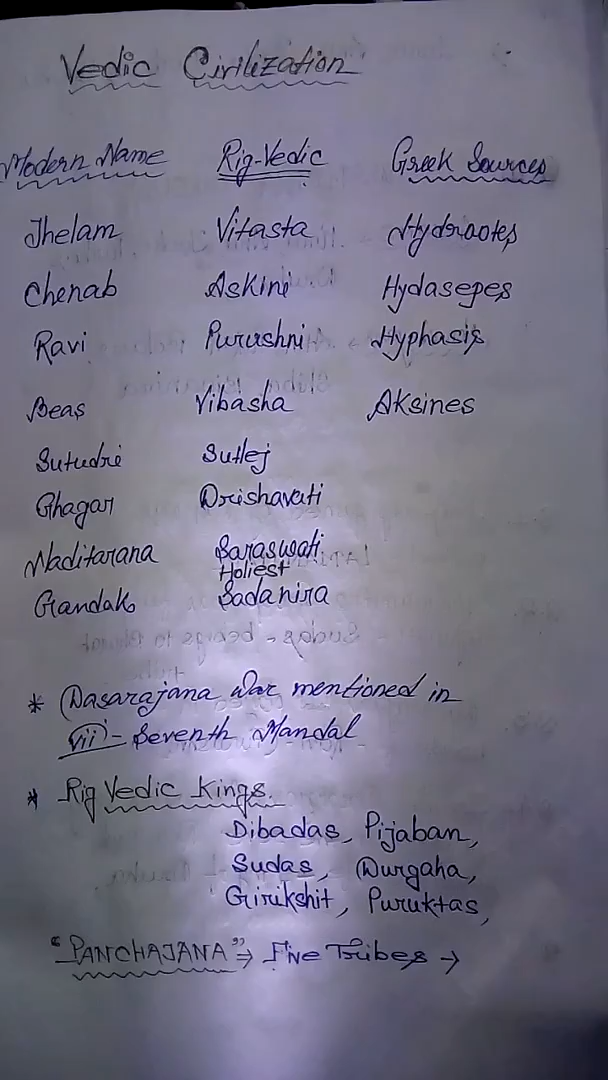 Vedic Civilization
Modern Name Rig-Vedic Greek Sources
Jhelam Vitasta Hydraotes
Chenab Askini Hydasepes
Ravi Purushni Hyphasis
Beas Vibasha Aksines
Sutudri Sutlej
Ghagar Drishavati
Naditarana Saraswati
Holiest
Gandak Sadanira
* Dasarajana War mentioned in
(vii) - Seventh Mandal
* Rig Vedic Kings.
Dibadas, Pijaban,
Sudas, Durgaha,
Girikshit, Puruktas,
"PANCHAJANA" ⇒ Five Tribes →